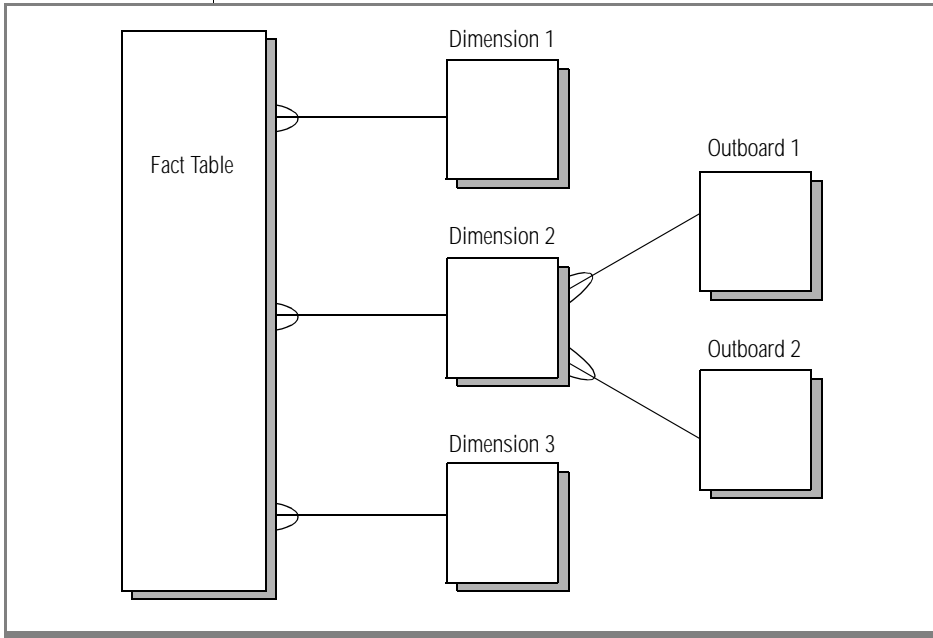 Dimension 1
Fact Table
Outboard 1
Dimension 2
Outboard 2
Dimension 3